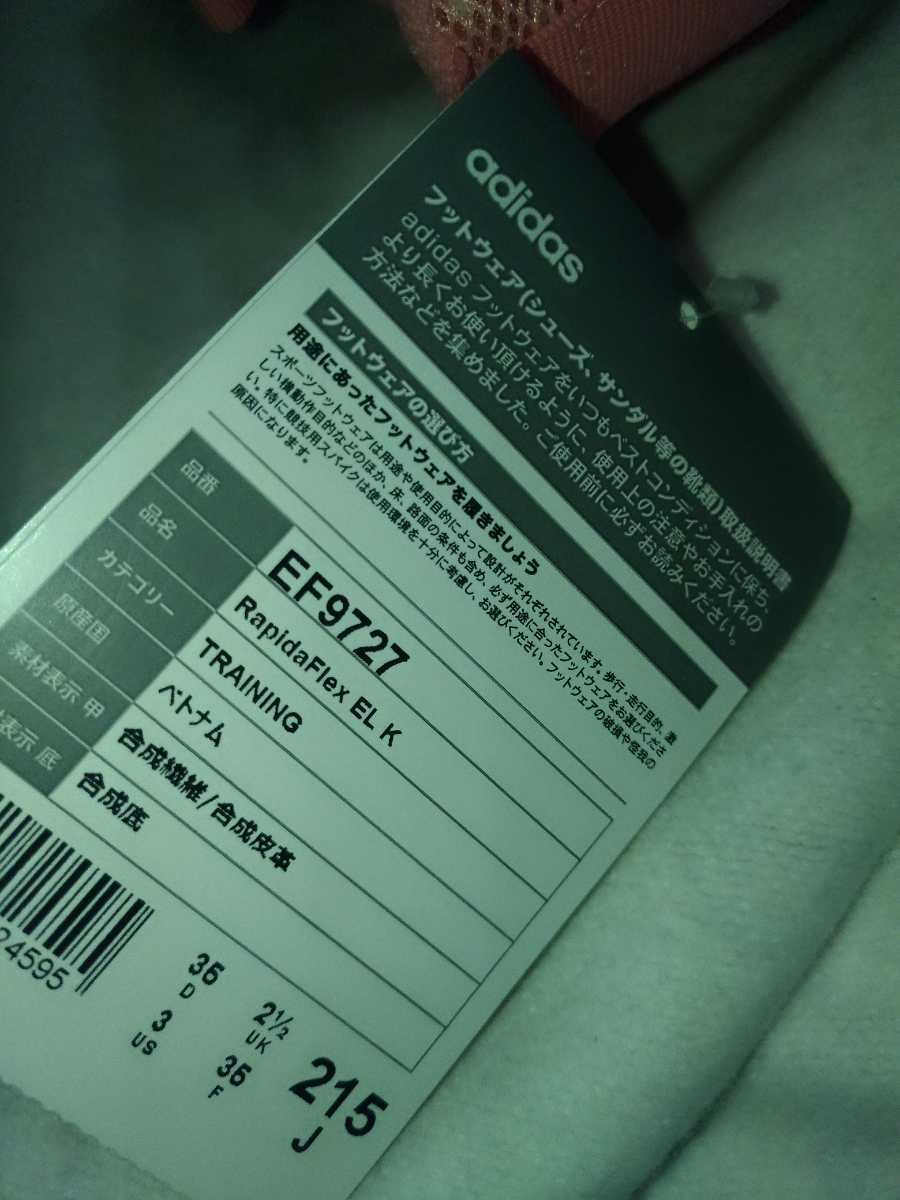 adidas
フットウェア(シューズ、サンダル等の靴類)取扱説明書
adidas フットウェアをいつもベストコンディションに保ち、
より長くお使い頂けるように、使用上の注意やお手入れの
方法などを集めました。ご使用前に必ずお読みください。
フットウェアの選び方
用途にあったフットウェアを履きましょう
スポーツフットウェアは用途や使用目的によって設計がそれぞれされています。歩行・走行目的、激
しい横動作目的などのほか、床、路面の条件も含め、必ず用途に合ったフットウェアをお選びくださ
い。特に競技用スパイクは使用環境を十分に考慮し、お選びください。フットウェアの破損や怪我の
原因になります。
品番 EF9727
品名 RapidaFlex EL K
カテゴリー TRAINING
原産国 ベトナム
素材表示 甲 合成繊維/合成皮革
表示 底 合成底
24595
35 2½ 215
D UK J
3 35
US F